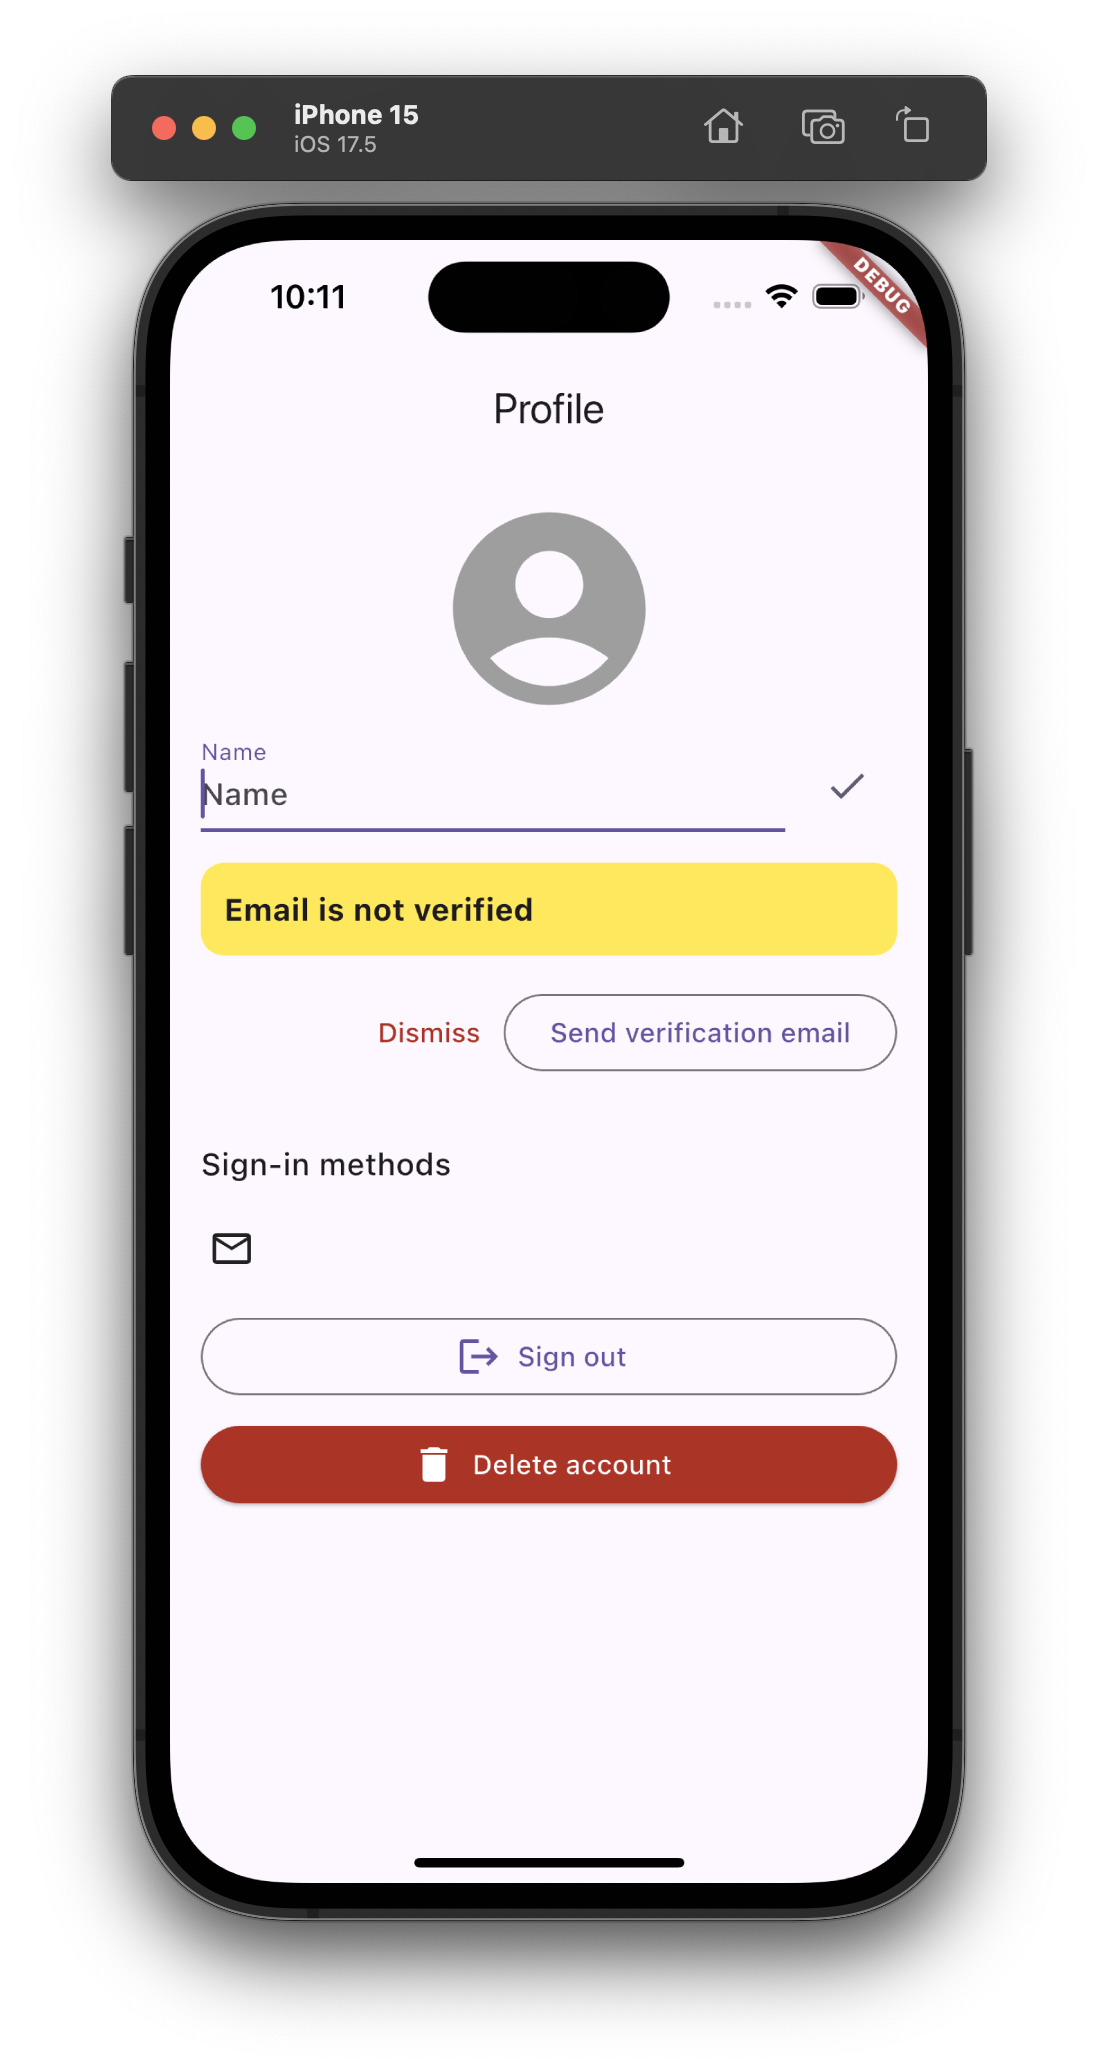 iPhone 15
iOS 17.5
10:11
DEBUG
Profile
Name
Name
Email is not verified
Dismiss
Send verification email
Sign-in methods
Sign out
Delete account